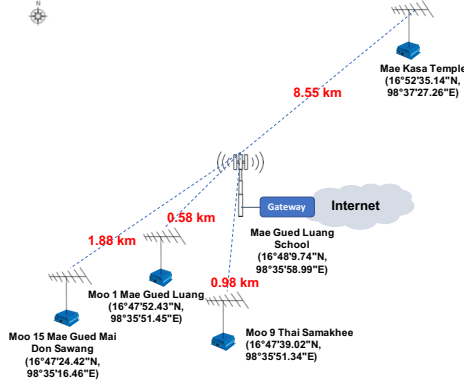 Mae Kasa Temple
(16°52'35.14"N,
98°37'27.26"E)
8.55 km
Gateway
Internet
Mae Gued Luang
School
(16°48'9.74"N,
98°35'58.99"E)
0.58 km
1.88 km
0.98 km
Moo 1 Mae Gued Luang
(16°47'52.43"N,
98°35'51.45"E)
Moo 15 Mae Gued Mai
Don Sawang
(16°47'24.42"N,
98°35'16.46"E)
Moo 9 Thai Samakhee
(16°47'39.02"N,
98°35'51.34"E)